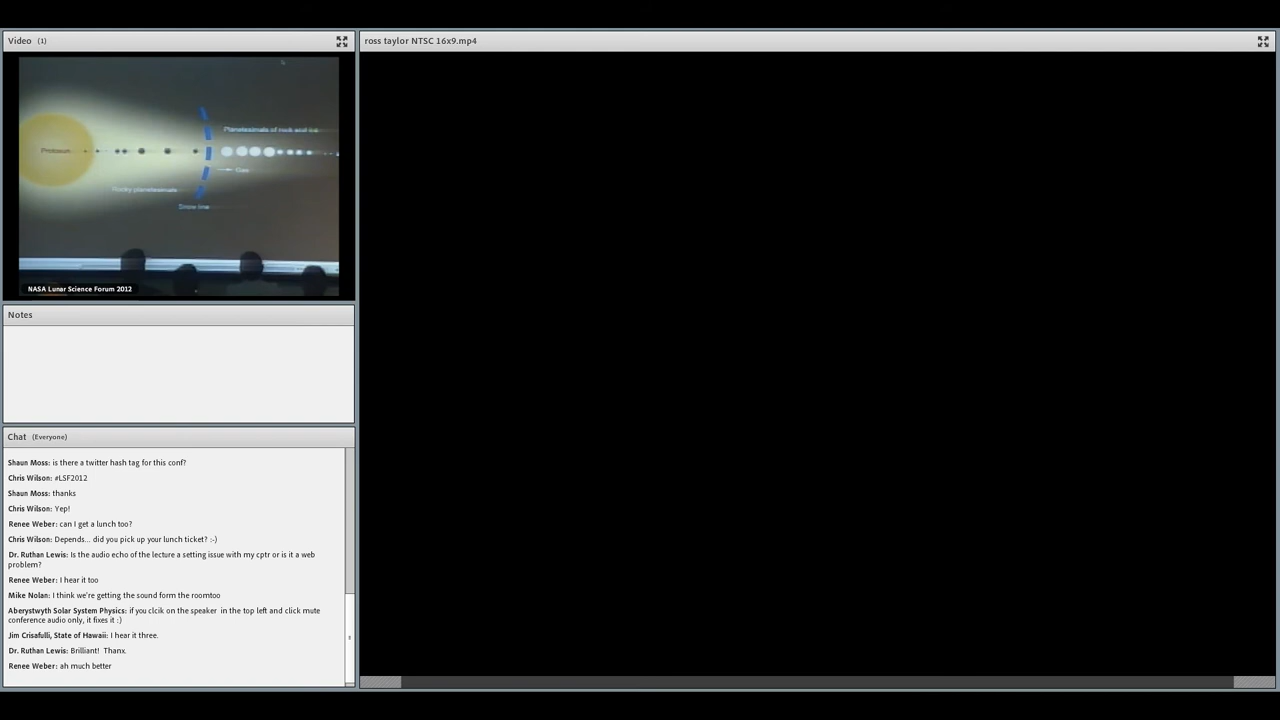 Video (1)
ross taylor NTSC 16x9.mp4
Planetesimals of rock and ice
Protosun
Gas
Rocky planetesimals
Snow line
NASA Lunar Science Forum 2012
Notes
Chat (Everyone)
Shaun Moss: is there a twitter hash tag for this conf?
Chris Wilson: #LSF2012
Shaun Moss: thanks
Chris Wilson: Yep!
Renee Weber: can I get a lunch too?
Chris Wilson: Depends... did you pick up your lunch ticket? :-)
Dr. Ruthan Lewis: Is the audio echo of the lecture a setting issue with my cptr or is it a web
problem?
Renee Weber: I hear it too
Mike Nolan: I think we're getting the sound form the roomtoo
Aberystwyth Solar System Physics: if you clcik on the speaker in the top left and click mute
conference audio only, it fixes it :)
Jim Crisafulli, State of Hawaii: I hear it three.
Dr. Ruthan Lewis: Brilliant! Thanx.
Renee Weber: ah much better